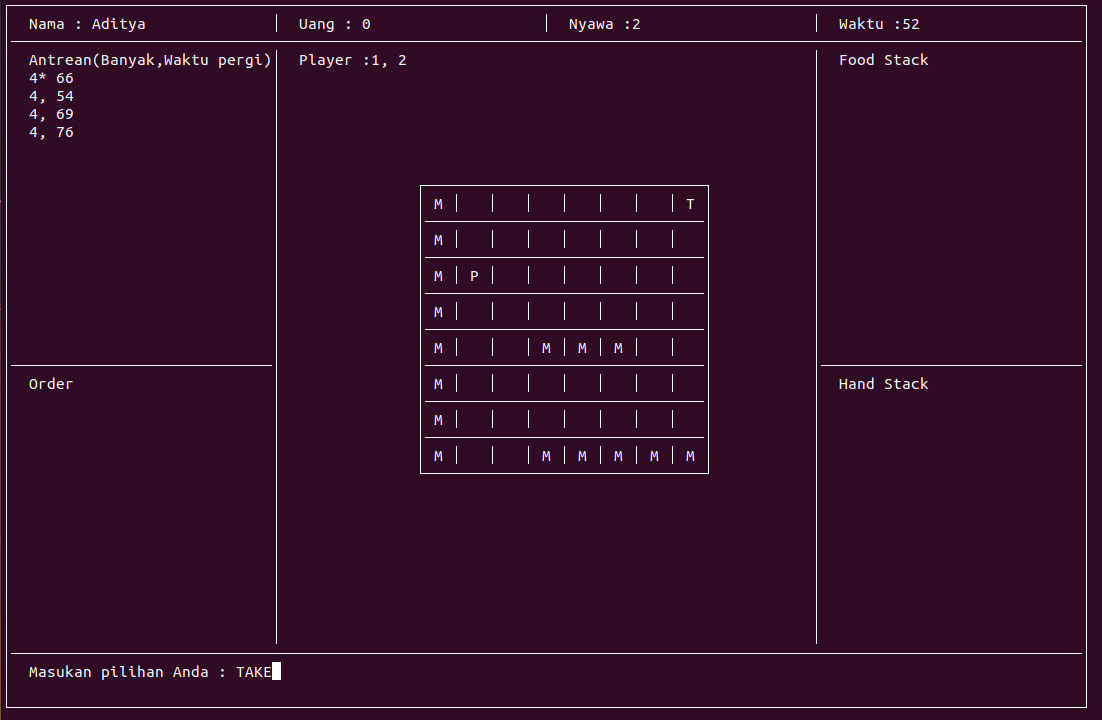 Nama : Aditya
Uang : 0
Nyawa :2
Waktu :52
Antrean(Banyak,Waktu pergi)
4* 66
4, 54
4, 69
4, 76
Player :1, 2
M T
M
M P
M
M M M M
M
M
M M M M M M
Food Stack
Order
Hand Stack
Masukan pilihan Anda : TAKE